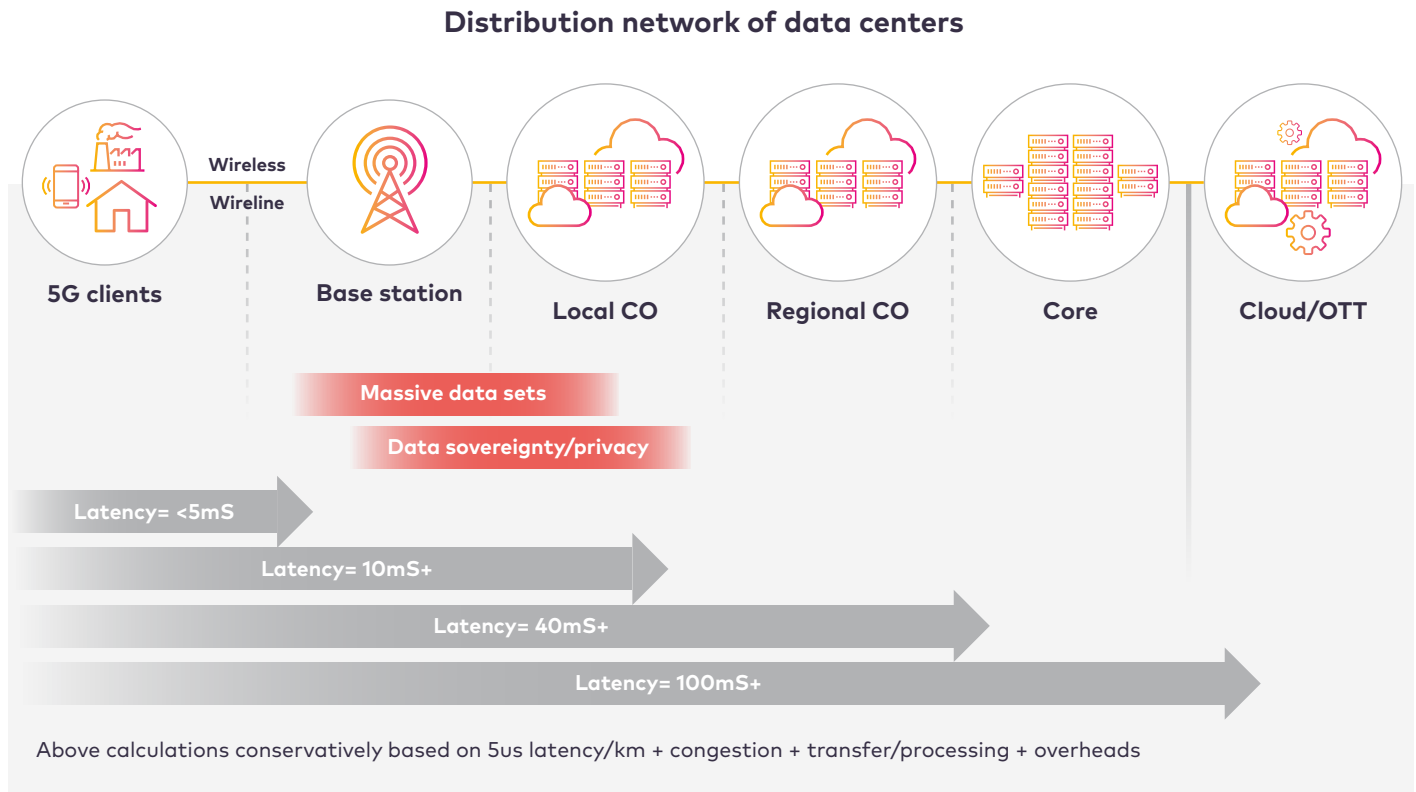 Distribution network of data centers
Wireless
Wireline
5G clients
Base station
Local CO
Regional CO
Core
Cloud/OTT
Massive data sets
Data sovereignty/privacy
Latency= <5mS
Latency= 10mS+
Latency= 40mS+
Latency= 100mS+
Above calculations conservatively based on 5us latency/km + congestion + transfer/processing + overheads